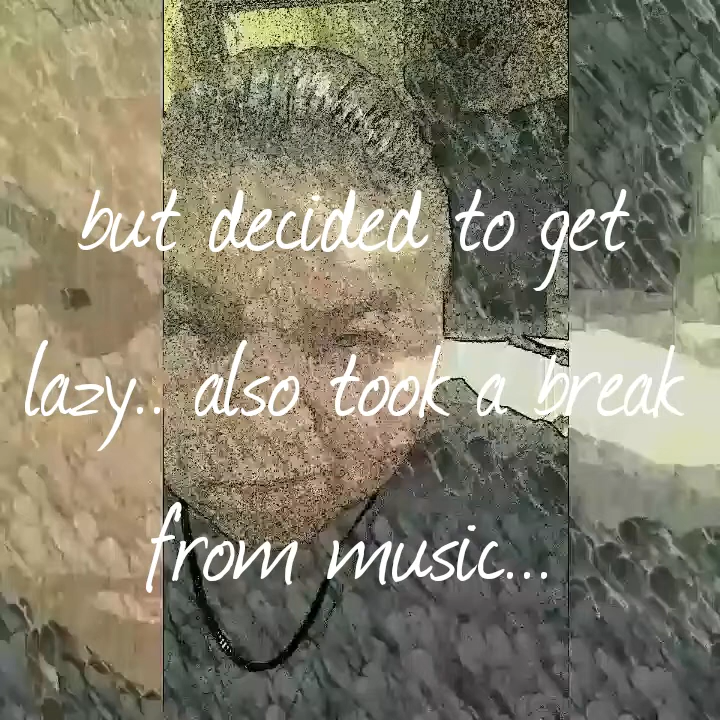 but decided to get
lazy.. also took a break
from music...